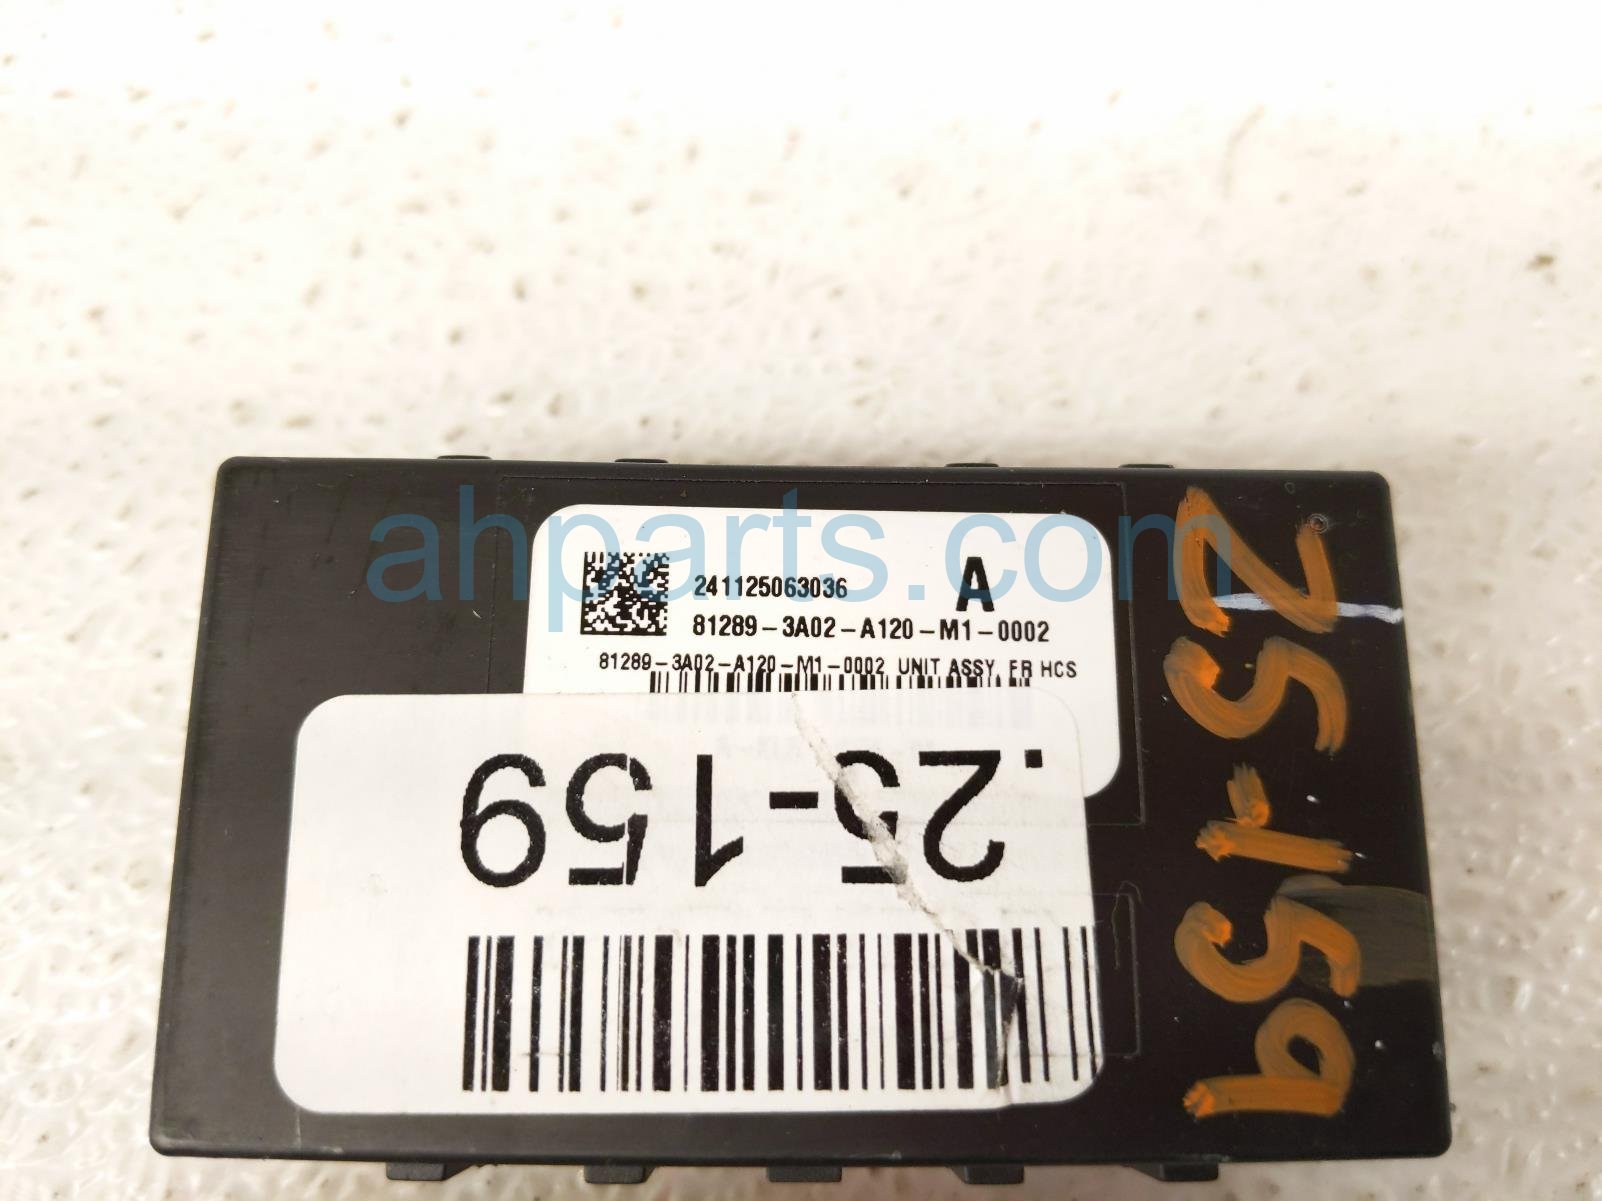 ahparts.com
241125063036
A
81289-3A02-A120-M1-0002
81289-3A02-A120-M1-0002 UNIT ASSY, FR HCS
.25-159
25-159